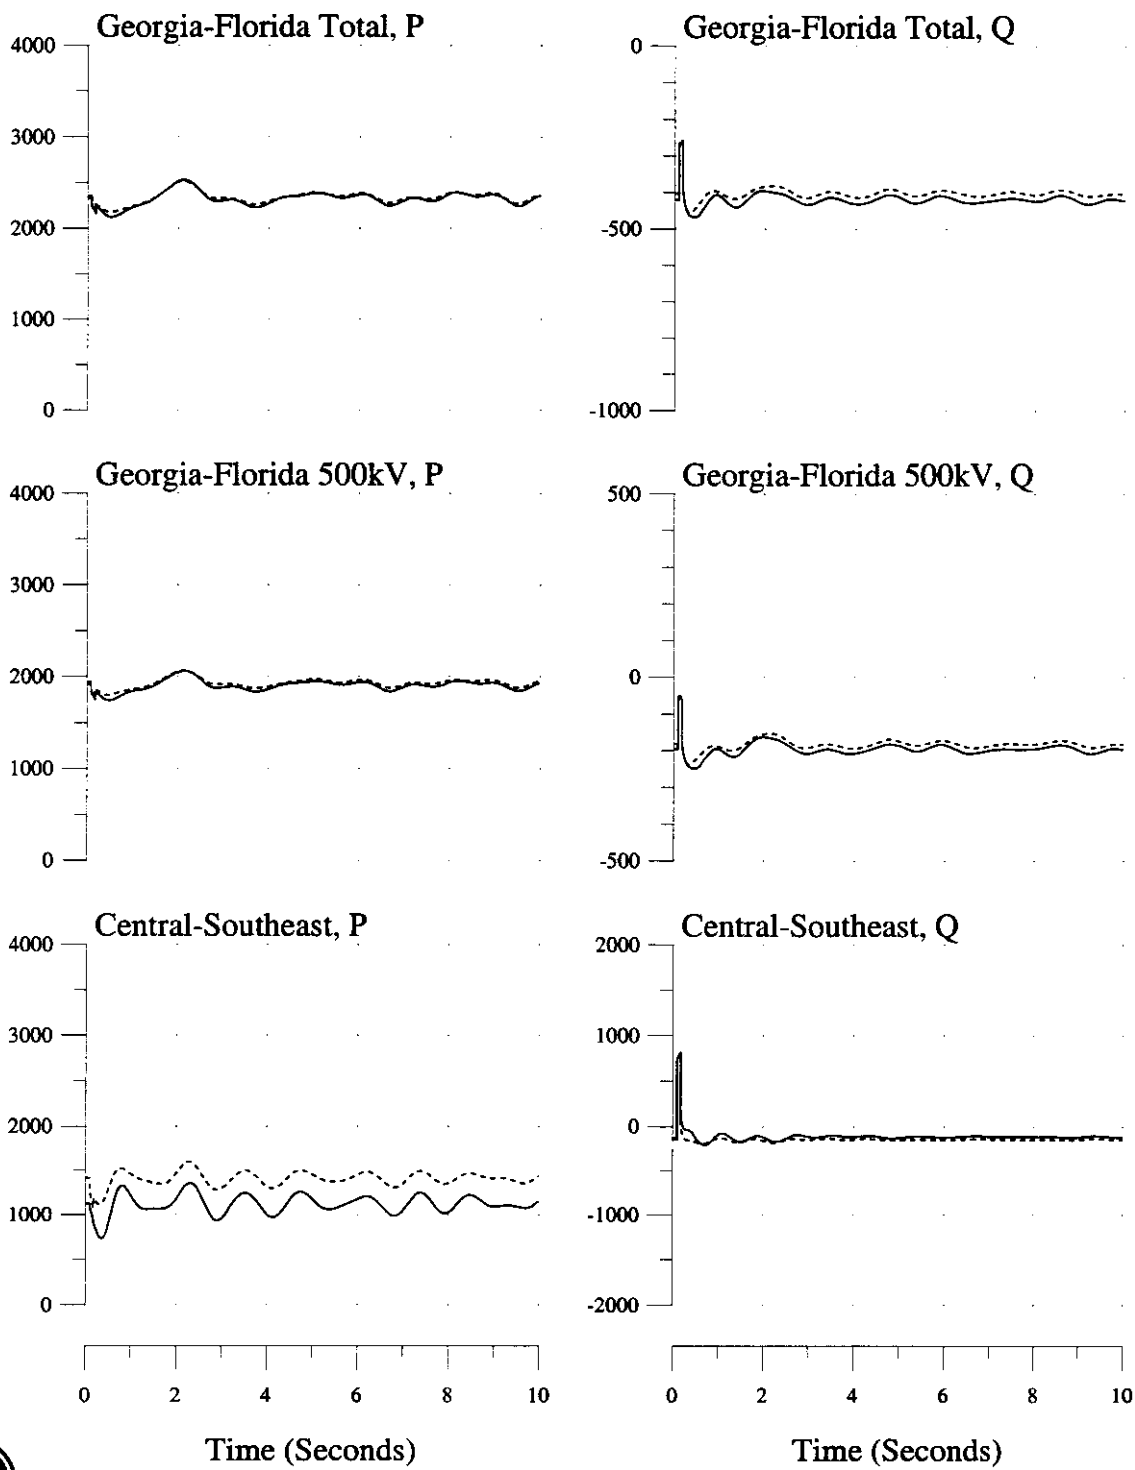 Georgia-Florida Total, P
4000
3000
2000
1000
0
Georgia-Florida Total, Q
0
-500
-1000
Georgia-Florida 500kV, P
4000
3000
2000
1000
0
Georgia-Florida 500kV, Q
500
0
-500
Central-Southeast, P
4000
3000
2000
1000
0
Central-Southeast, Q
2000
1000
0
-1000
-2000
0 2 4 6 8 10
Time (Seconds)
0 2 4 6 8 10
Time (Seconds)